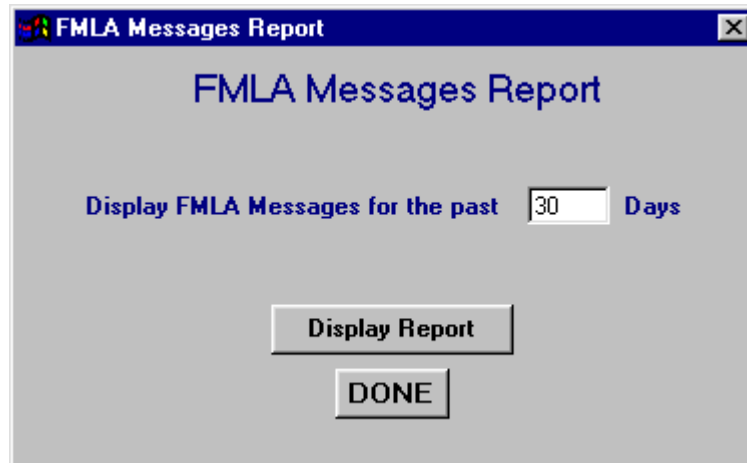 FMLA Messages Report
FMLA Messages Report
Display FMLA Messages for the past 30 Days
Display Report
DONE